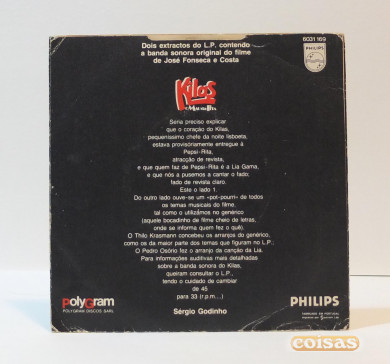 Dois extractos do L.P. contendo
a banda sonora original do filme
de José Fonseca e Costa
6031 169
PHILIPS
Kilas
o Mau da Fita
Seria preciso explicar
que o coração do Kilas,
pequeníssimo chefe da noite lisboeta,
estava provisóriamente entregue à
Pepsi-Rita,
atracção de revista,
e que quem faz de Pepsi-Rita é a Lia Gama,
e que nós a pusemos a cantar o fado;
fado de revista claro.
Este o lado 1.
Do outro lado ouve-se um «pot-pourri» de todos
os temas musicais do filme,
tal como o utilizámos no genérico
(aquele bocadinho de filme cheio de letras,
onde se informa quem fez o quê).
O Thilo Krasmann concebeu os arranjos do genérico,
como os da maior parte dos temas que figuram no L.P.;
O Pedro Osório fez o arranjo da canção da Lia.
Para informações auditivas mais detalhadas
sobre a banda sonora do Kilas,
queiram consultar o L.P.,
tendo o cuidado de cambiar
de 45
para 33 (r.p.m....)
Sérgio Godinho
PolyGram
POLYGRAM DISCOS SARL
PHILIPS
coisas